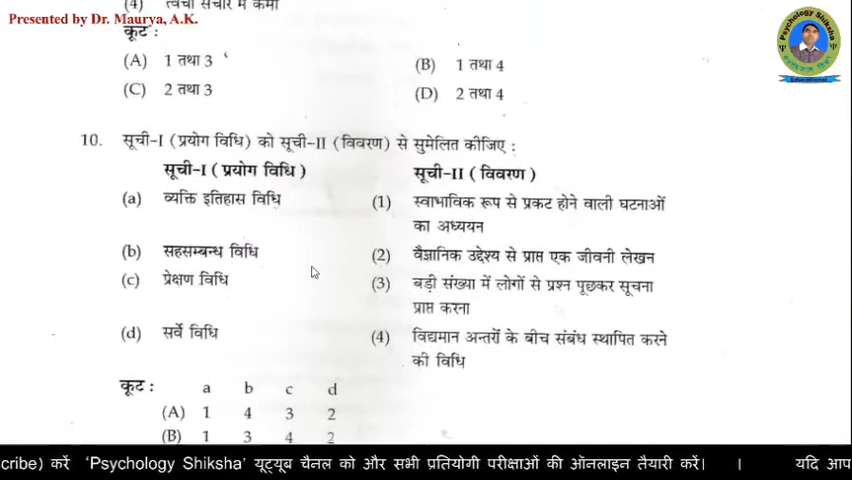 (4) त्वचा संचार में कमी
Presented by Dr. Maurya, A.K.
कूट :
(A) 1 तथा 3
(B) 1 तथा 4
(C) 2 तथा 3
(D) 2 तथा 4
10. सूची-I (प्रयोग विधि) को सूची-II (विवरण) से सुमेलित कीजिए :
सूची-I ( प्रयोग विधि )
सूची-II ( विवरण )
(a) व्यक्ति इतिहास विधि
(1) स्वाभाविक रूप से प्रकट होने वाली घटनाओं
का अध्ययन
(b) सहसम्बन्ध विधि
(2) वैज्ञानिक उद्देश्य से प्राप्त एक जीवनी लेखन
(c) प्रेक्षण विधि
(3) बड़ी संख्या में लोगों से प्रश्न पूछकर सूचना
प्राप्त करना
(d) सर्वे विधि
(4) विद्यमान अन्तरों के बीच संबंध स्थापित करने
की विधि
कूट : a b c d
(A) 1 4 3 2
(B) 1 3 4 2
cribe) करें 'Psychology Shiksha' यूट्यूब चैनल को और सभी प्रतियोगी परीक्षाओं की ऑनलाइन तैयारी करें। । यदि आप
Psychology Shiksha
Educational